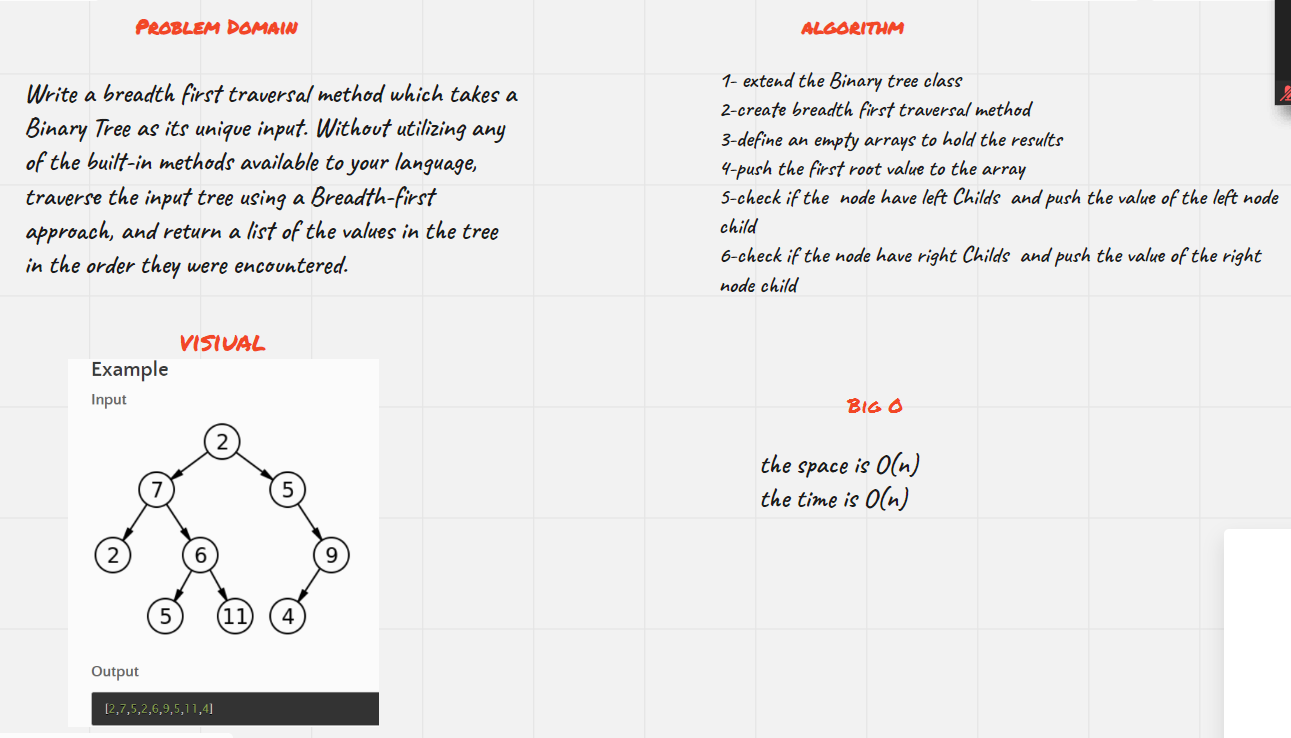 Problem Domain
Write a breadth first traversal method which takes a
Binary Tree as its unique input. Without utilizing any
of the built-in methods available to your language,
traverse the input tree using a Breadth-first
approach, and return a list of the values in the tree
in the order they were encountered.
VISIUAL
Example
Input
2
7 5
2 6 9
5 11 4
Output
[2,7,5,2,6,9,5,11,4]
ALGORITHM
1- extend the Binary tree class
2-create breadth first traversal method
3-define an empty arrays to hold the results
4-push the first root value to the array
5-check if the node have left Childs and push the value of the left node
child
6-check if the node have right Childs and push the value of the right
node child
Big O
the space is O(n)
the time is O(n)